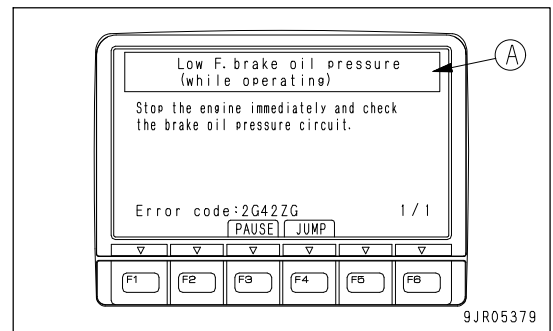 Low F. brake oil pressure
(while operating)
A
Stop the engine immediately and check
the brake oil pressure circuit.
Error code:2G42ZG 1/1
PAUSE JUMP
F1 F2 F3 F4 F5 F6
9JR05379